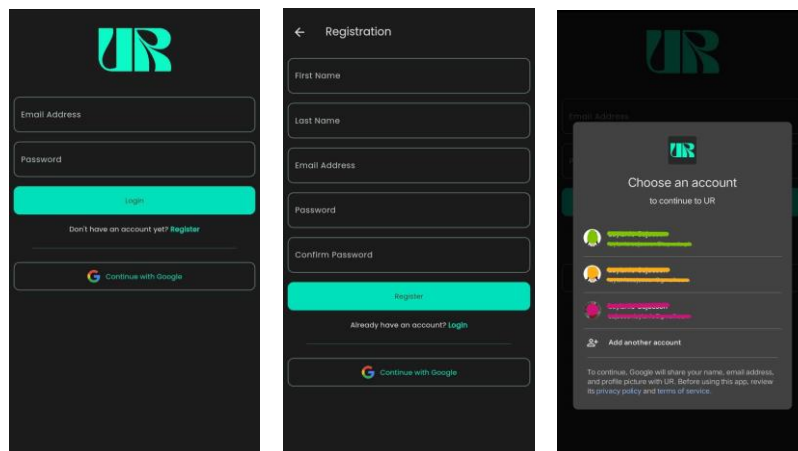 UR
Email Address
Password
Login
Don't have an account yet? Register
Continue with Google
Registration
First Name
Last Name
Email Address
Password
Confirm Password
Register
Already have an account? Login
Continue with Google
UR
Email Address
UR
Choose an account
to continue to UR
Add another account
To continue, Google will share your name, email address,
and profile picture with UR. Before using this app, review
its privacy policy and terms of service.